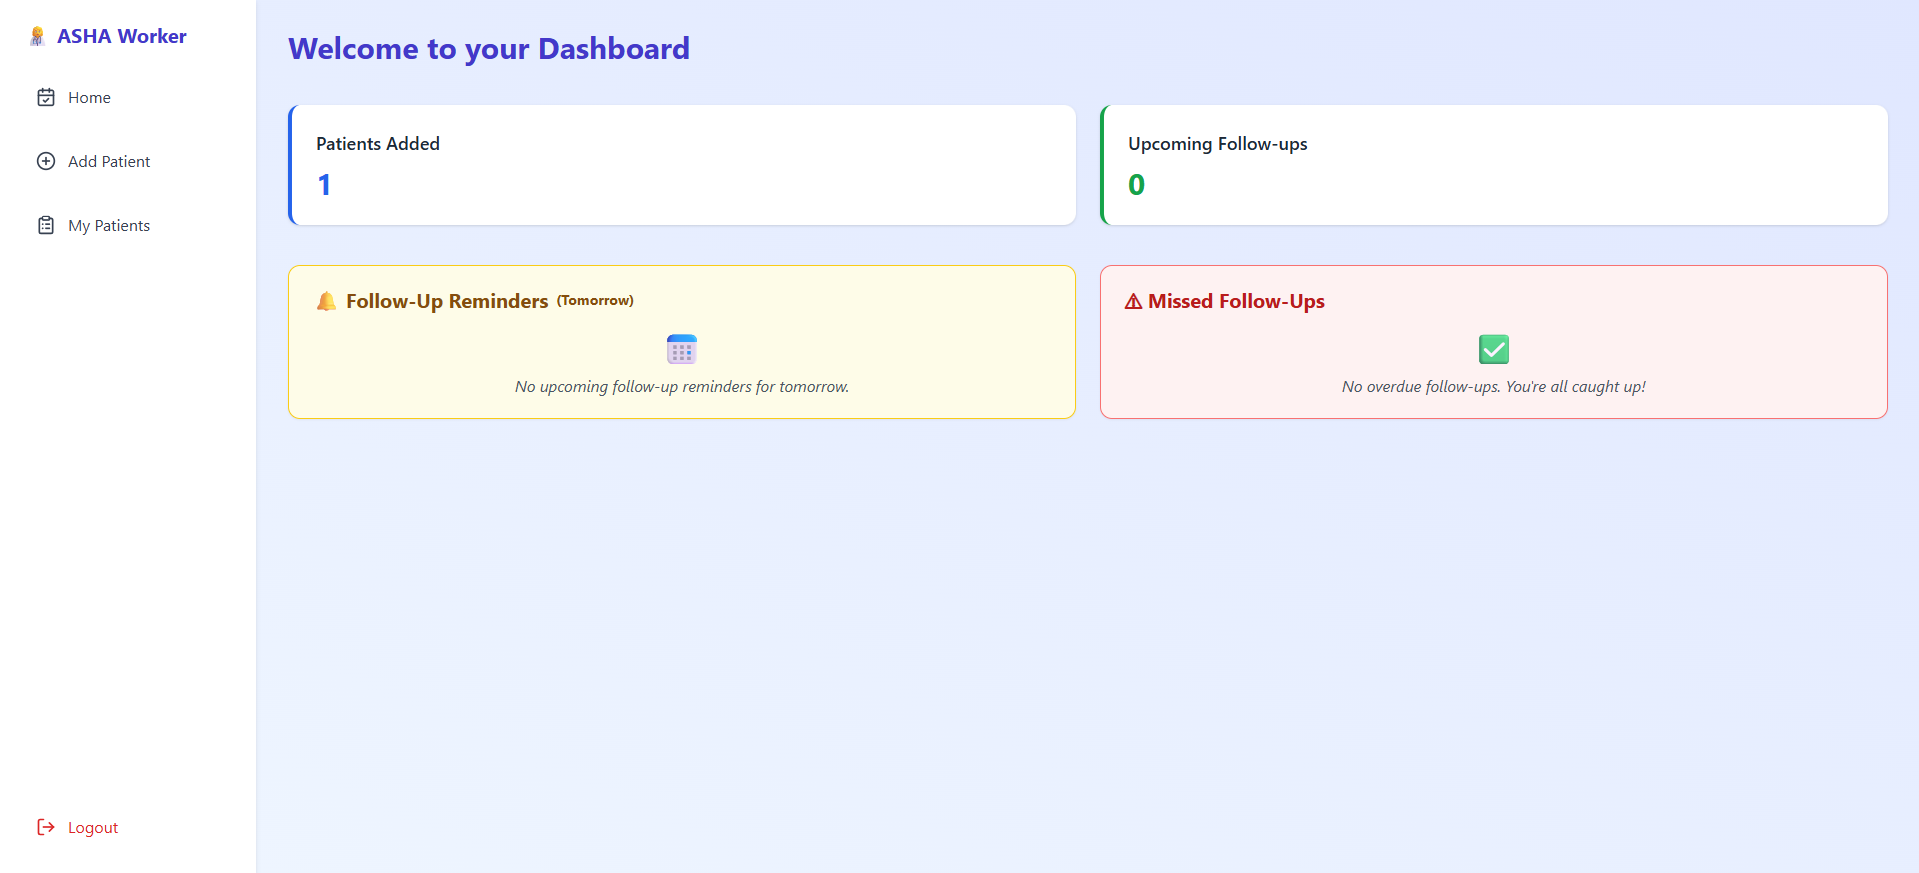 ASHA Worker
Home
Add Patient
My Patients
Logout
Welcome to your Dashboard
Patients Added
1
Upcoming Follow-ups
0
Follow-Up Reminders (Tomorrow)
No upcoming follow-up reminders for tomorrow.
Missed Follow-Ups
No overdue follow-ups. You're all caught up!